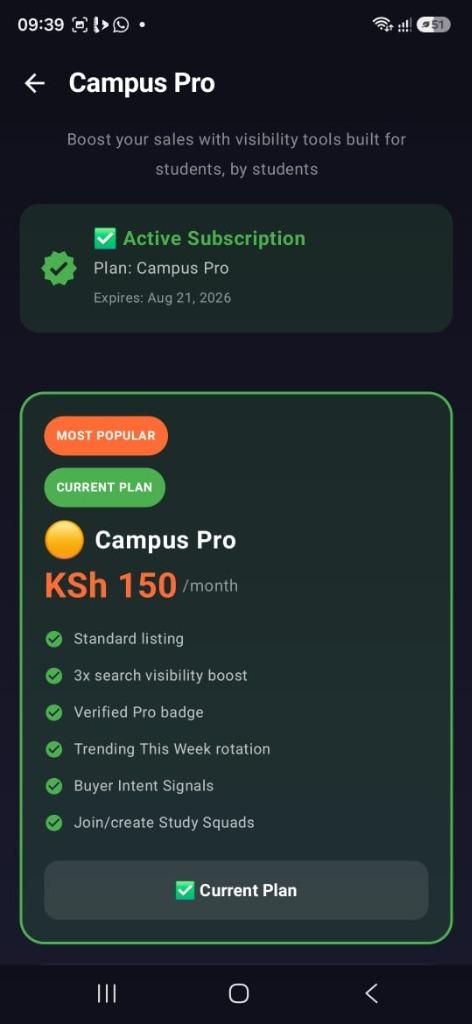 09:39
51
Campus Pro
Boost your sales with visibility tools built for
students, by students
✅ Active Subscription
Plan: Campus Pro
Expires: Aug 21, 2026
MOST POPULAR
CURRENT PLAN
🟡 Campus Pro
KSh 150 /month
Standard listing
3x search visibility boost
Verified Pro badge
Trending This Week rotation
Buyer Intent Signals
Join/create Study Squads
✅ Current Plan